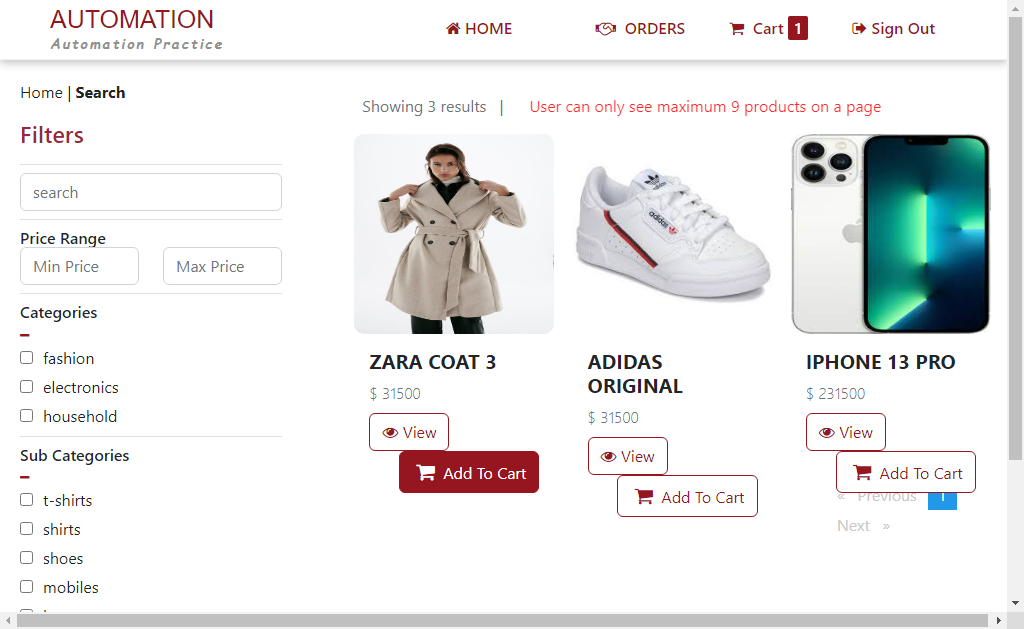 AUTOMATION
Automation Practice
HOME
ORDERS
Cart 1
Sign Out
Home | Search
Showing 3 results |
User can only see maximum 9 products on a page
Filters
search
Price Range
Min Price
Max Price
Categories
fashion
electronics
household
Sub Categories
t-shirts
shirts
shoes
mobiles
adidas
adidas
ZARA COAT 3
$ 31500
View
Add To Cart
ADIDAS
ORIGINAL
$ 31500
View
Add To Cart
IPHONE 13 PRO
$ 231500
View
Add To Cart
« Previous 1
Next »